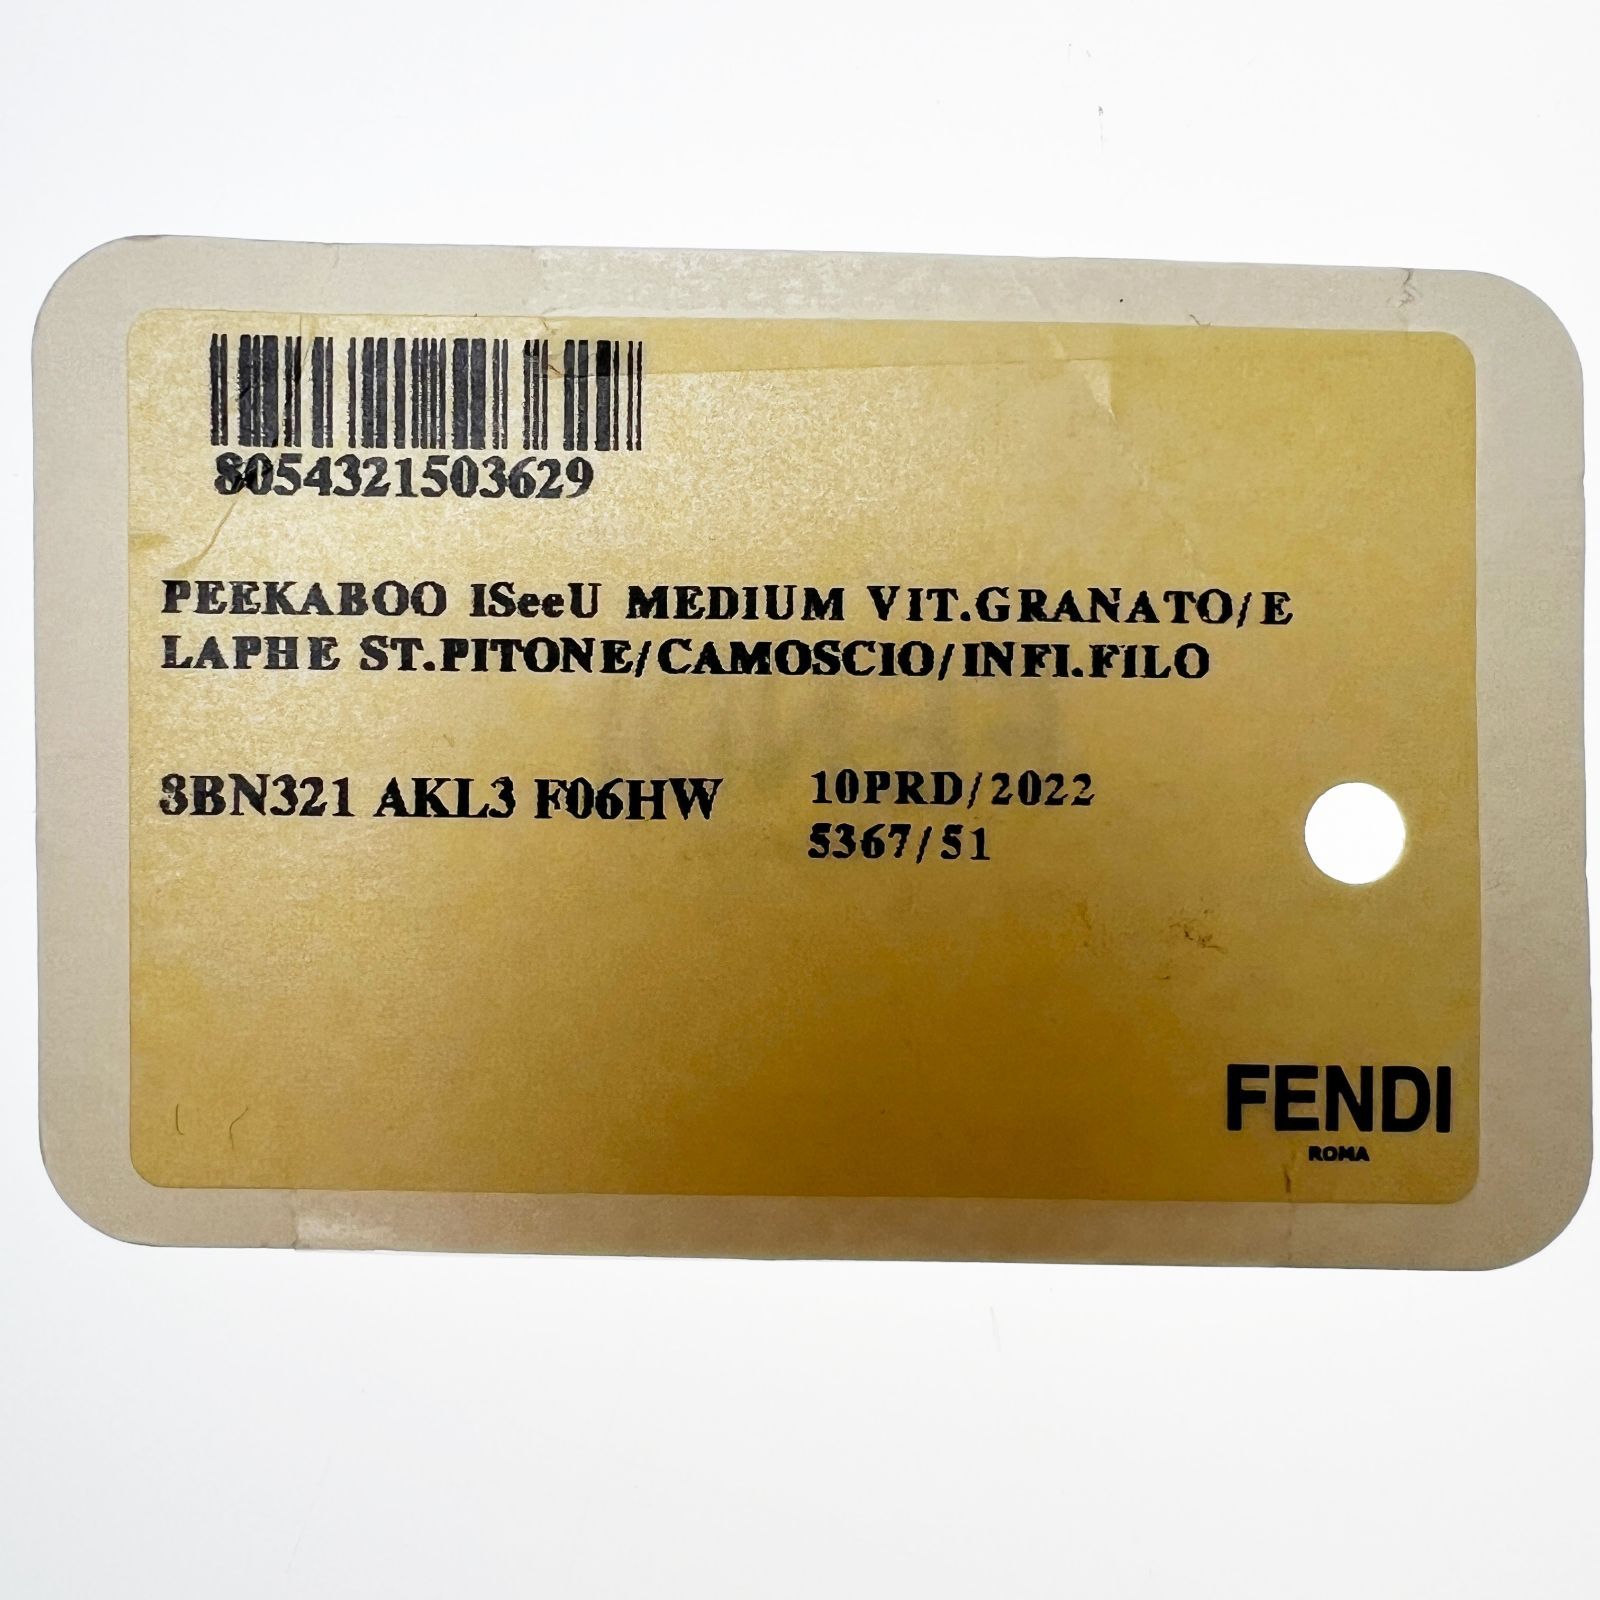 8054321503629
PEEKABOO ISeeU MEDIUM VIT.GRANATO/E
LAPHE ST.PITONE/CAMOSCIO/INFI.FILO
8BN321 AKL3 F06HW
10PRD/2022
5367/51
FENDI
ROMA